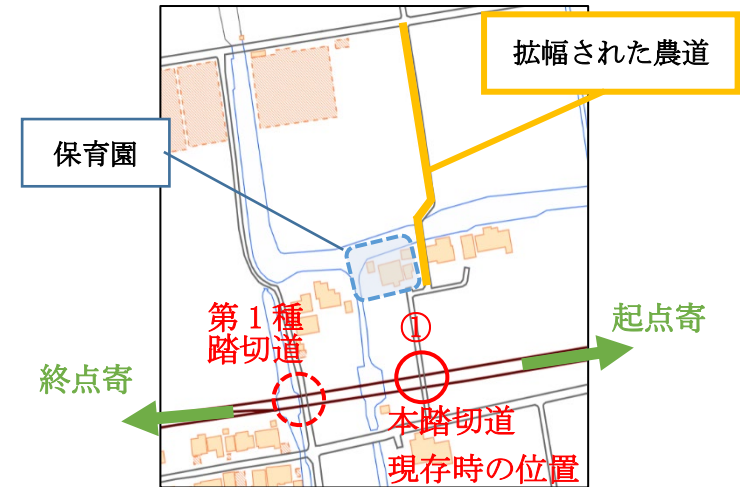 拡幅された農道
保育園
第1種
踏切道
①
起点寄
終点寄
本踏切道
現存時の位置